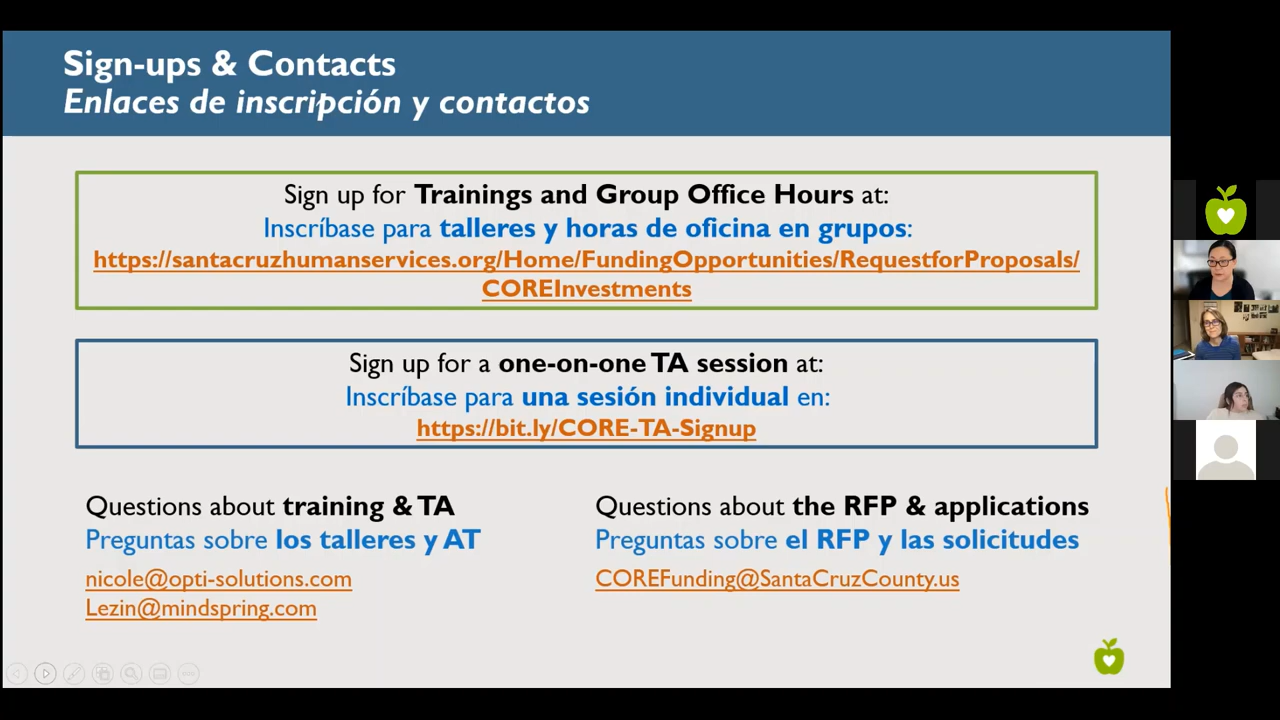 Sign-ups & Contacts
Enlaces de inscripción y contactos
Sign up for Trainings and Group Office Hours at:
Inscríbase para talleres y horas de oficina en grupos:
https://santacruzhumanservices.org/Home/FundingOpportunities/RequestforProposals/
COREInvestments
Sign up for a one-on-one TA session at:
Inscríbase para una sesión individual en:
https://bit.ly/CORE-TA-Signup
Questions about training & TA
Preguntas sobre los talleres y AT
nicole@opti-solutions.com
Lezin@mindspring.com
Questions about the RFP & applications
Preguntas sobre el RFP y las solicitudes
COREFunding@SantaCruzCounty.us